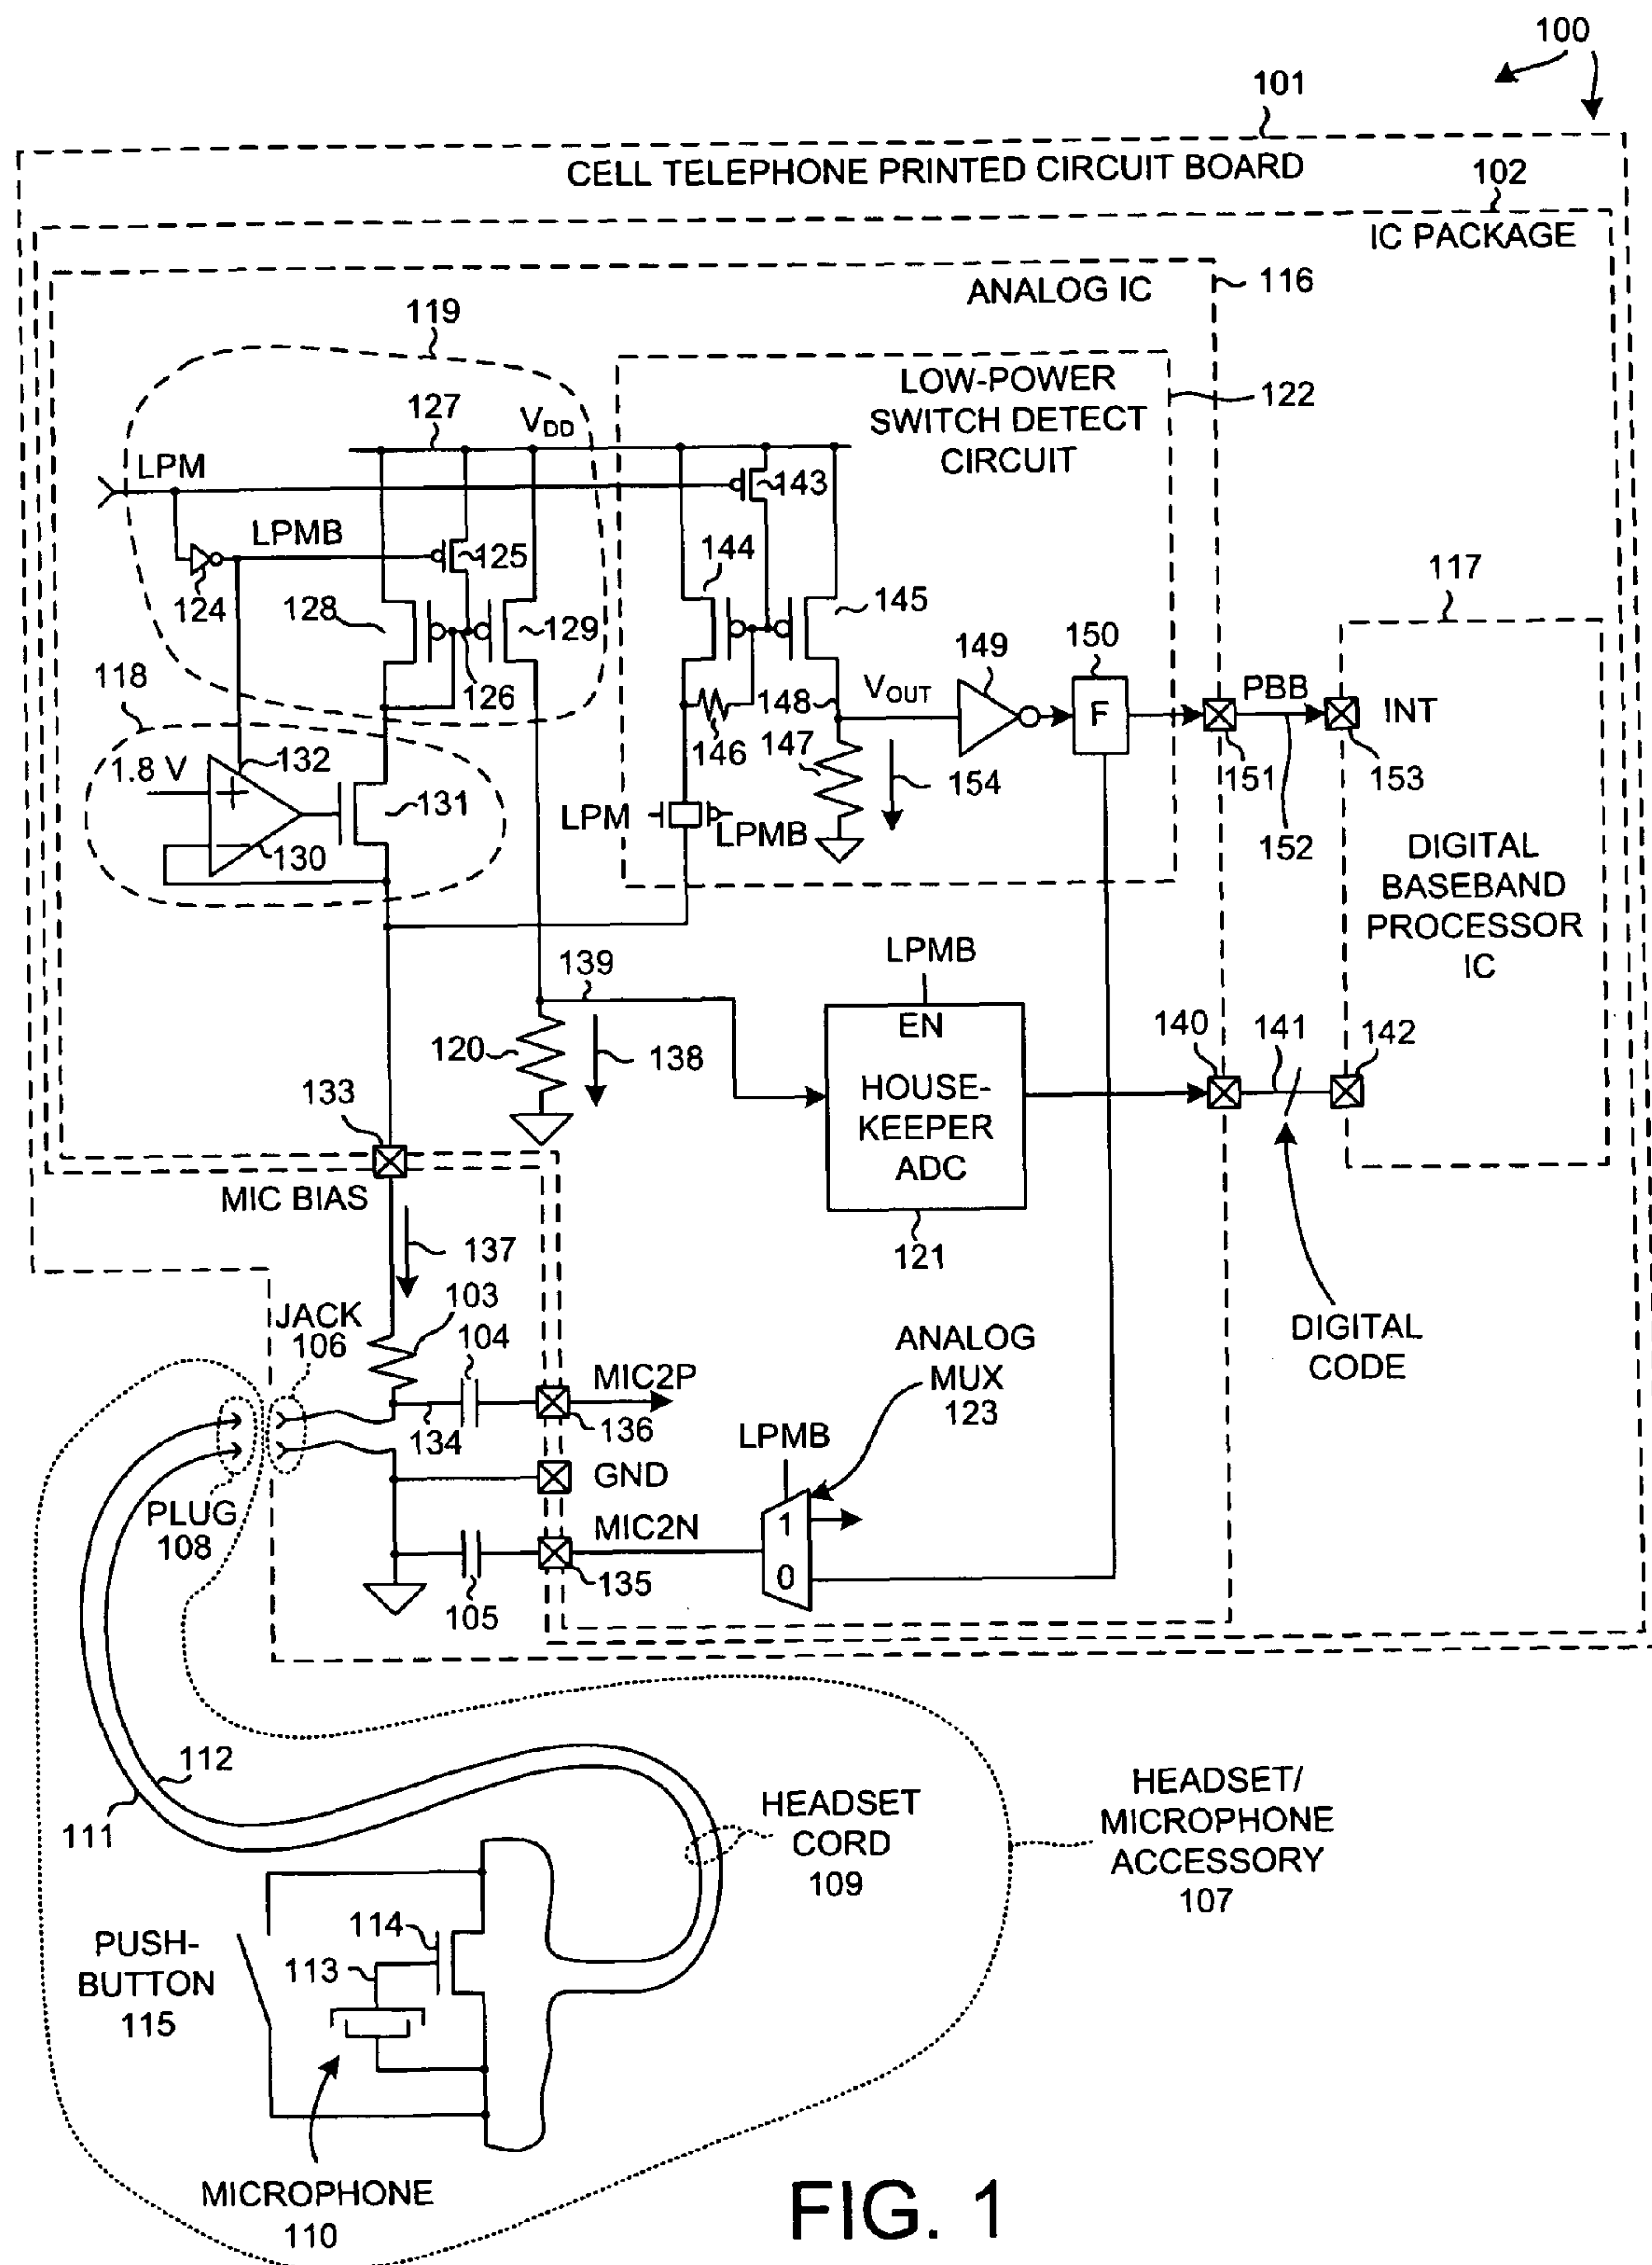 100
101
CELL TELEPHONE PRINTED CIRCUIT BOARD
102
IC PACKAGE
ANALOG IC
116
119
LOW-POWER
SWITCH DETECT
CIRCUIT
122
127
VDD
LPM
143
LPMB
125
124
144
128
129
145
126
117
118
149
150
VOUT
148
F
PBB
INT
146
147
154
151
152
153
1.8 V
132
+
131
130
LPM
LPMB
DIGITAL
BASEBAND
PROCESSOR
IC
139
LPMB
EN
HOUSE-
KEEPER
ADC
121
120
138
140
141
142
133
MIC BIAS
137
DIGITAL
CODE
JACK
106
103
104
MIC2P
134
136
ANALOG
MUX
123
LPMB
GND
PLUG
108
MIC2N
1
0
135
105
112
111
HEADSET
CORD
109
HEADSET/
MICROPHONE
ACCESSORY
107
PUSH-
BUTTON
115
114
113
MICROPHONE
110
FIG. 1